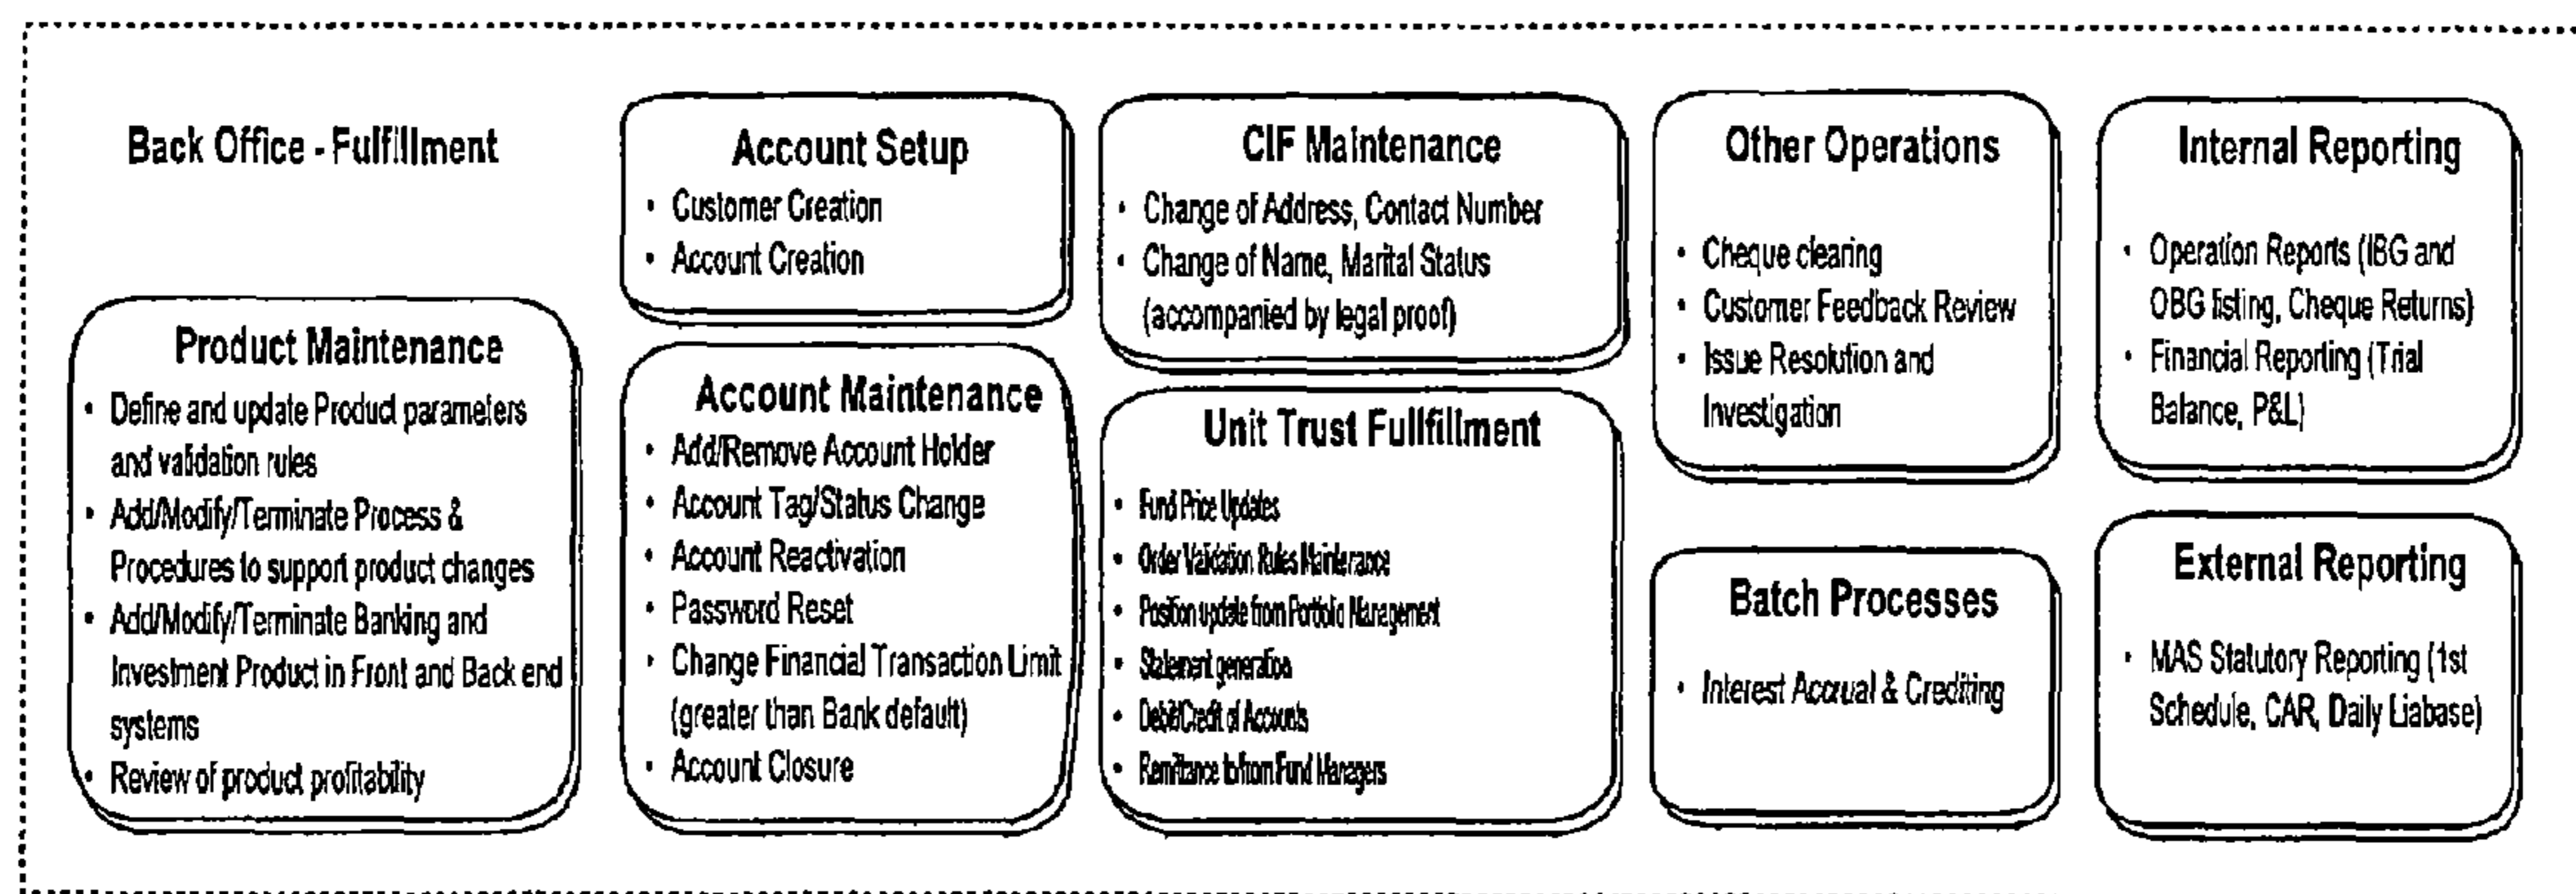 Back Office - Fulfillment
Product Maintenance
• Define and update Product parameters
and validation rules
• Add/Modify/Terminate Process &
Procedures to support product changes
• Add/Modify/Terminate Banking and
Investment Product in Front and Back end
systems
• Review of product profitability
Account Setup
• Customer Creation
• Account Creation
Account Maintenance
• Add/Remove Account Holder
• Account Tag/Status Change
• Account Reactivation
• Password Reset
• Change Financial Transaction Limit
(greater than Bank default)
• Account Closure
CIF Maintenance
• Change of Address, Contact Number
• Change of Name, Marital Status
(accompanied by legal proof)
Unit Trust Fullfillment
• Fund Price Updates
• Order Validation Rules Maintenance
• Position update from Portfolio Management
• Statement generation
• Debit/Credit of Accounts
• Remittance to/from Fund Managers
Other Operations
• Cheque clearing
• Customer Feedback Review
• Issue Resolution and
Investigation
Batch Processes
• Interest Accrual & Crediting
Internal Reporting
• Operation Reports (IBG and
OBG listing, Cheque Returns)
• Financial Reporting (Trial
Balance, P&L)
External Reporting
• MAS Statutory Reporting (1st
Schedule, CAR, Daily Liabase)